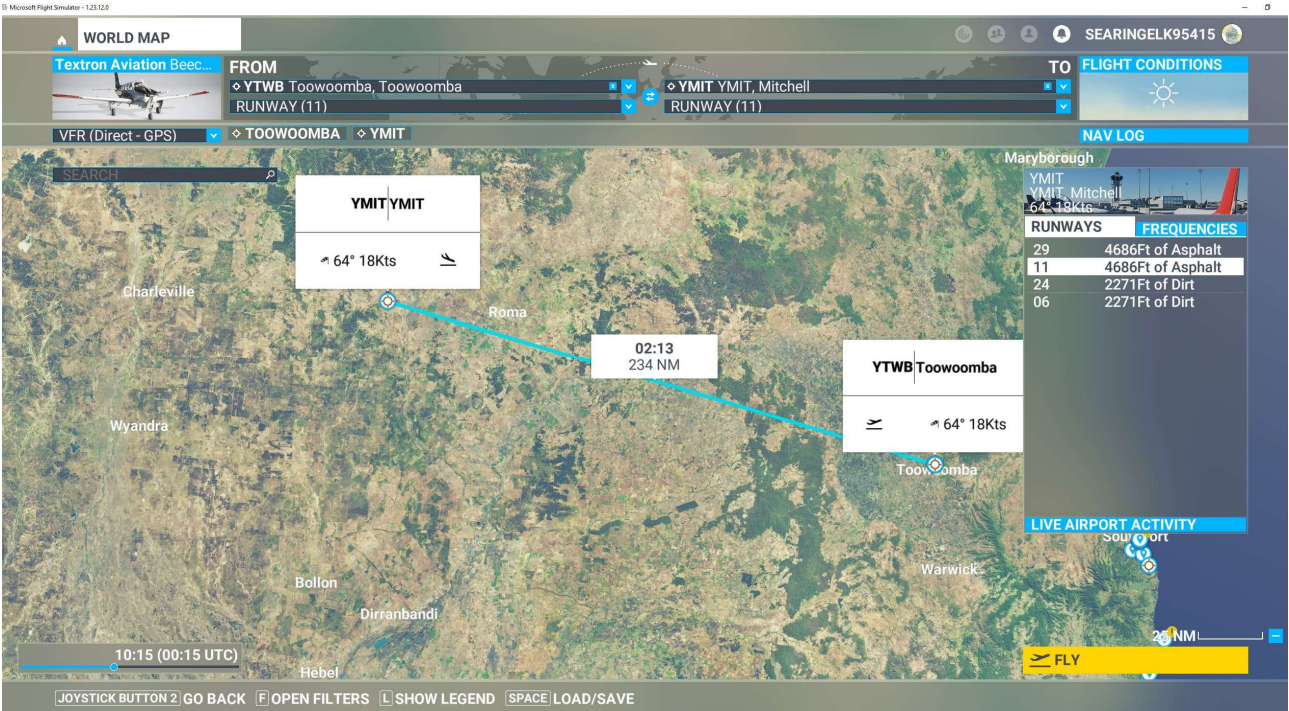 Microsoft Flight Simulator - 1.23.12.0
WORLD MAP
SEARINGELK95415
Textron Aviation Beec...
FROM
TO
FLIGHT CONDITIONS
YTWB Toowoomba, Toowoomba
YMIT YMIT, Mitchell
RUNWAY (11)
RUNWAY (11)
VFR (Direct - GPS)
TOOWOOMBA
YMIT
NAV LOG
SEARCH
Maryborough
YMIT
YMIT, Mitchell
64° 18Kts
RUNWAYS
FREQUENCIES
29 4686Ft of Asphalt
11 4686Ft of Asphalt
24 2271Ft of Dirt
06 2271Ft of Dirt
YMIT YMIT
64° 18Kts
Charleville
Roma
02:13
234 NM
YTWB Toowoomba
64° 18Kts
Wyandra
Toowoomba
LIVE AIRPORT ACTIVITY
Southport
Warwick
Bollon
Dirranbandi
Hebel
25 NM
10:15 (00:15 UTC)
FLY
JOYSTICK BUTTON 2 GO BACK F OPEN FILTERS L SHOW LEGEND SPACE LOAD/SAVE